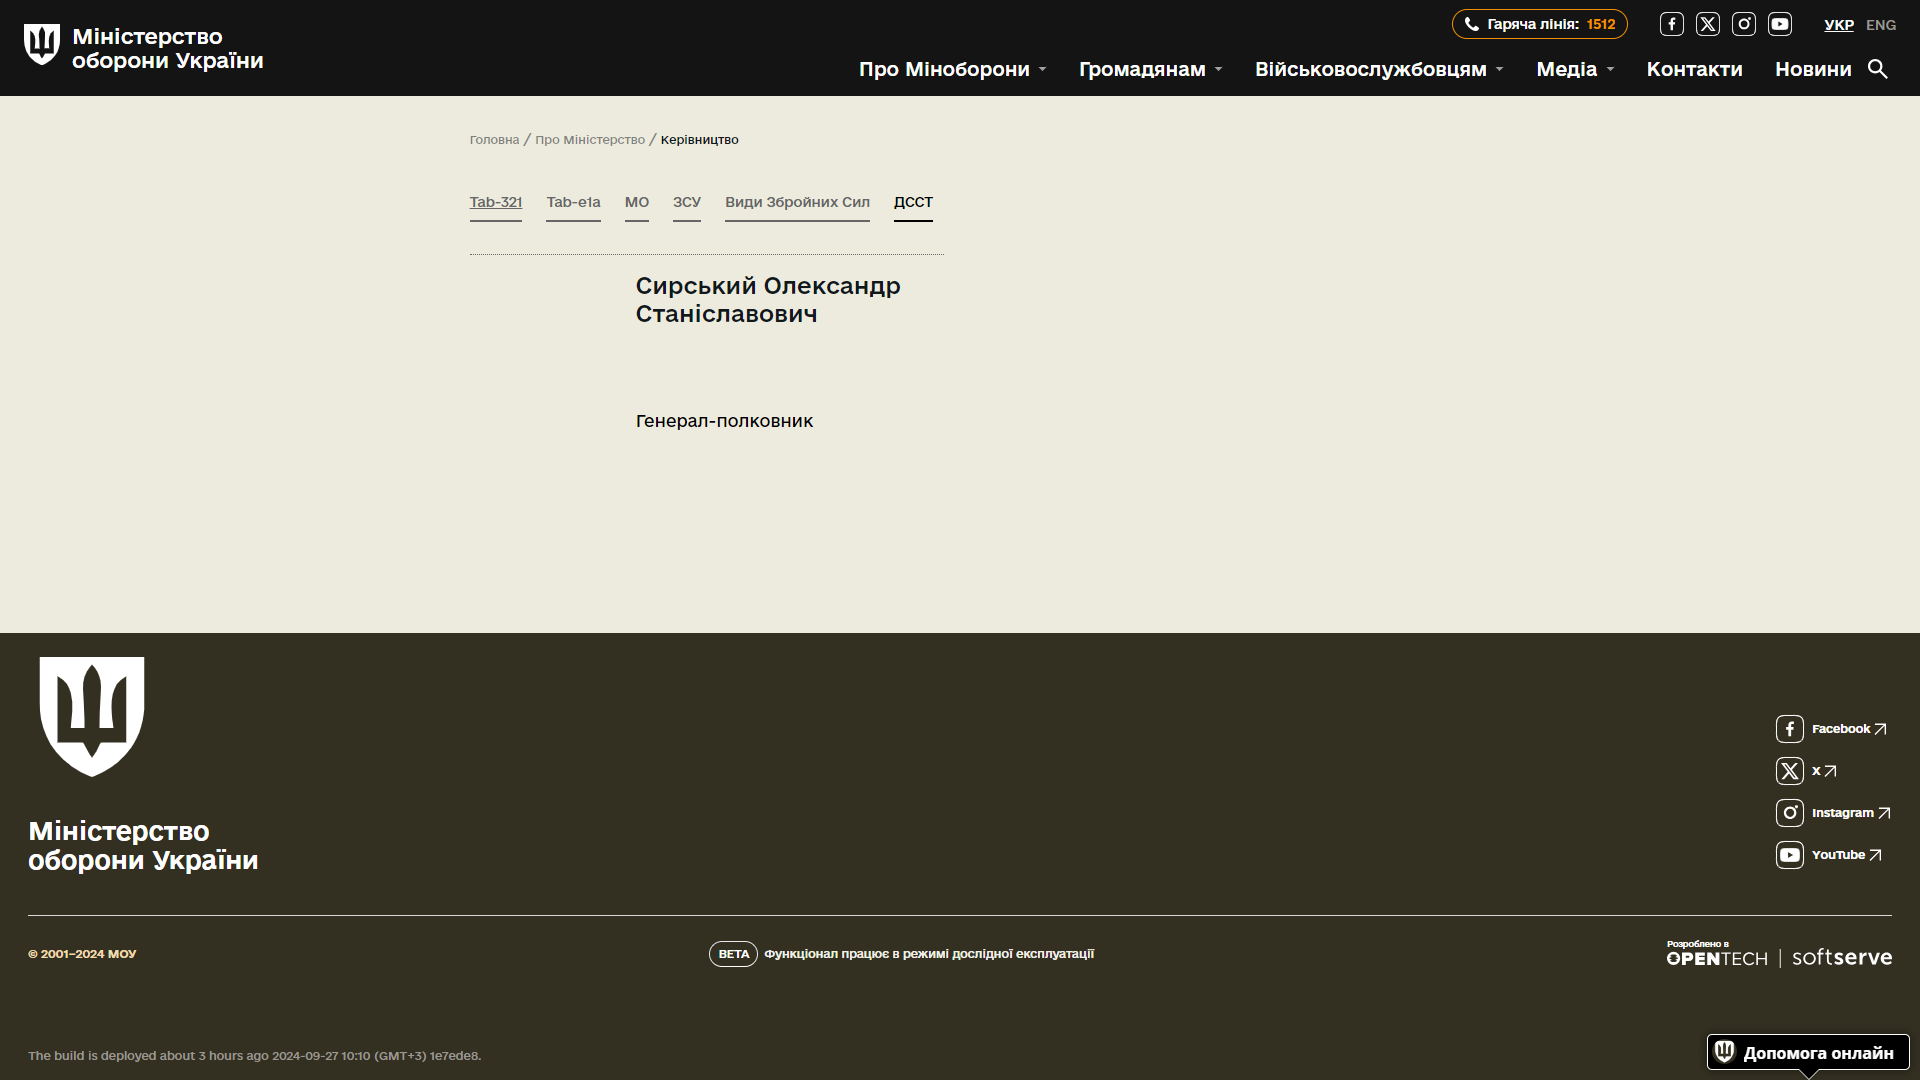 Міністерство
оборони України
Гаряча лінія: 1512
УКР ENG
Про Міноборони
Громадянам
Військовослужбовцям
Медіа
Контакти
Новини
Головна / Про Міністерство / Керівництво
Tab-321
Tab-e1a
МО
ЗСУ
Види Збройних Сил
ДССТ
Сирський Олександр
Станіславович
Генерал-полковник
Міністерство
оборони України
Facebook
X
Instagram
YouTube
© 2001–2024 МОУ
BETA Функціонал працює в режимі дослідної експлуатації
Розроблено в
OPENTECH | softserve
The build is deployed about 3 hours ago 2024-09-27 10:10 (GMT+3) 1e7ede8.
Допомога онлайн